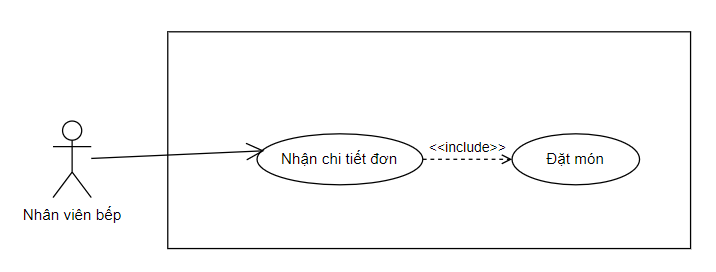 <<include>>
Nhận chi tiết đơn
Đặt món
Nhân viên bếp